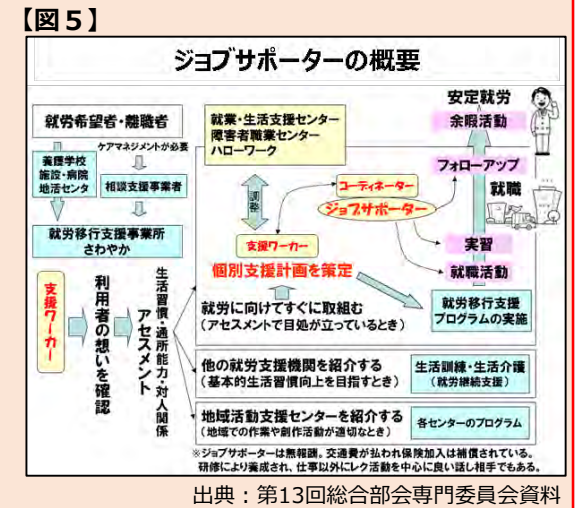 【図５】
ジョブサポーターの概要
就労希望者・離職者
ケアマネジメントが必要
養護学校
施設・病院
地活センタ
相談支援事業者
就労移行支援事業所
さわやか
支援ワーカー
利用者の想いを確認
生活習慣・通所能力・対人関係
アセスメント
就業・生活支援センター
障害者職業センター
ハローワーク
調整
支援ワーカー
個別支援計画を策定
コーディネーター
ジョブサポーター
安定就労
余暇活動
フォローアップ
就職
実習
就職活動
就労移行支援
プログラムの実施
就労に向けてすぐに取組む
（アセスメントで目処が立っているとき）
他の就労支援機関を紹介する
（基本的生活習慣向上を目指すとき）
生活訓練・生活介護
（就労継続支援）
地域活動支援センターを紹介する
（地域での作業や創作活動が適切なとき）
各センターのプログラム
※ジョブサポーターは無報酬。交通費が払われ保険加入は補償されている。
研修により養成され、仕事以外にレク活動を中心に良い話し相手でもある。
出典：第13回総合部会専門委員会資料